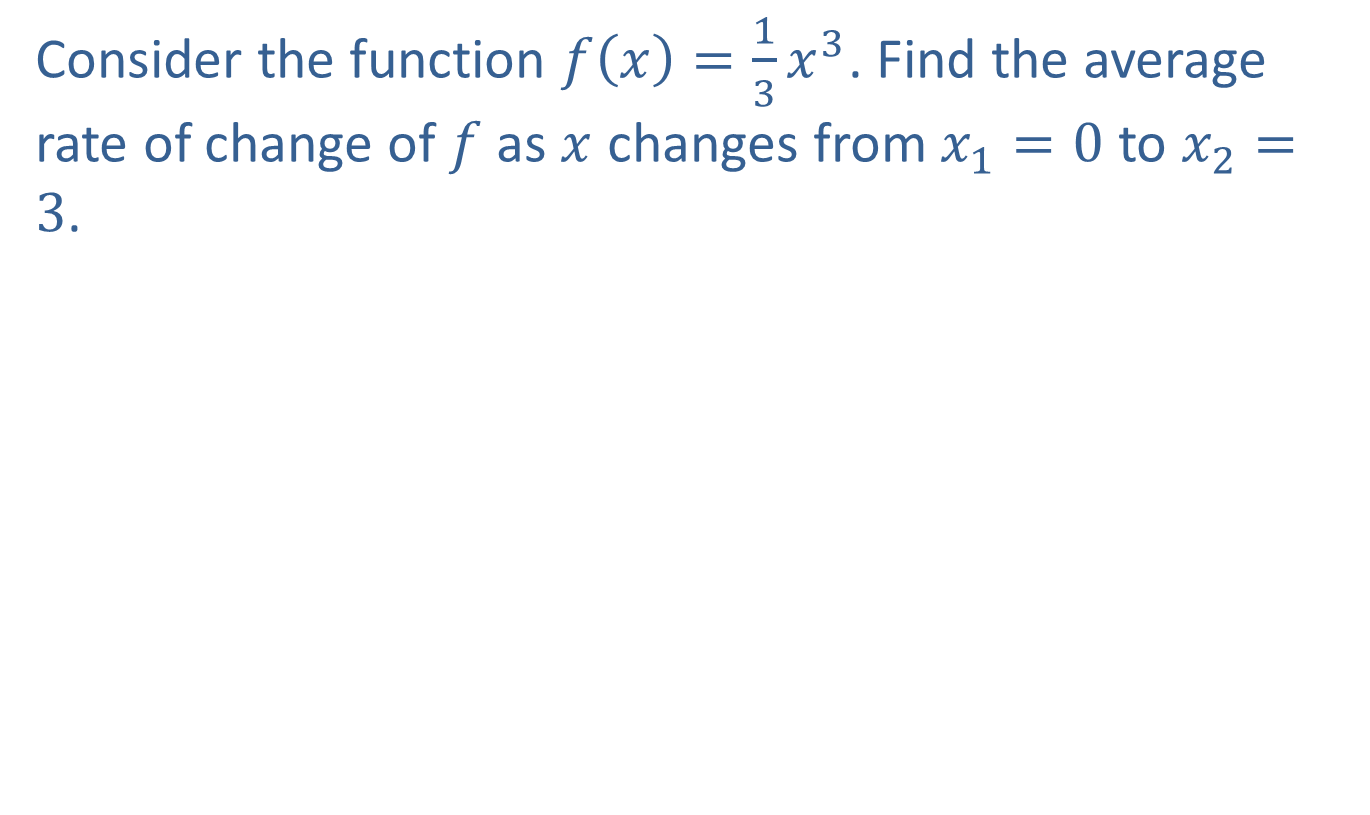 Consider the function $f(x) = \frac{1}{3}x^3$. Find the average
rate of change of $f$ as $x$ changes from $x_1 = 0$ to $x_2 =$
3.